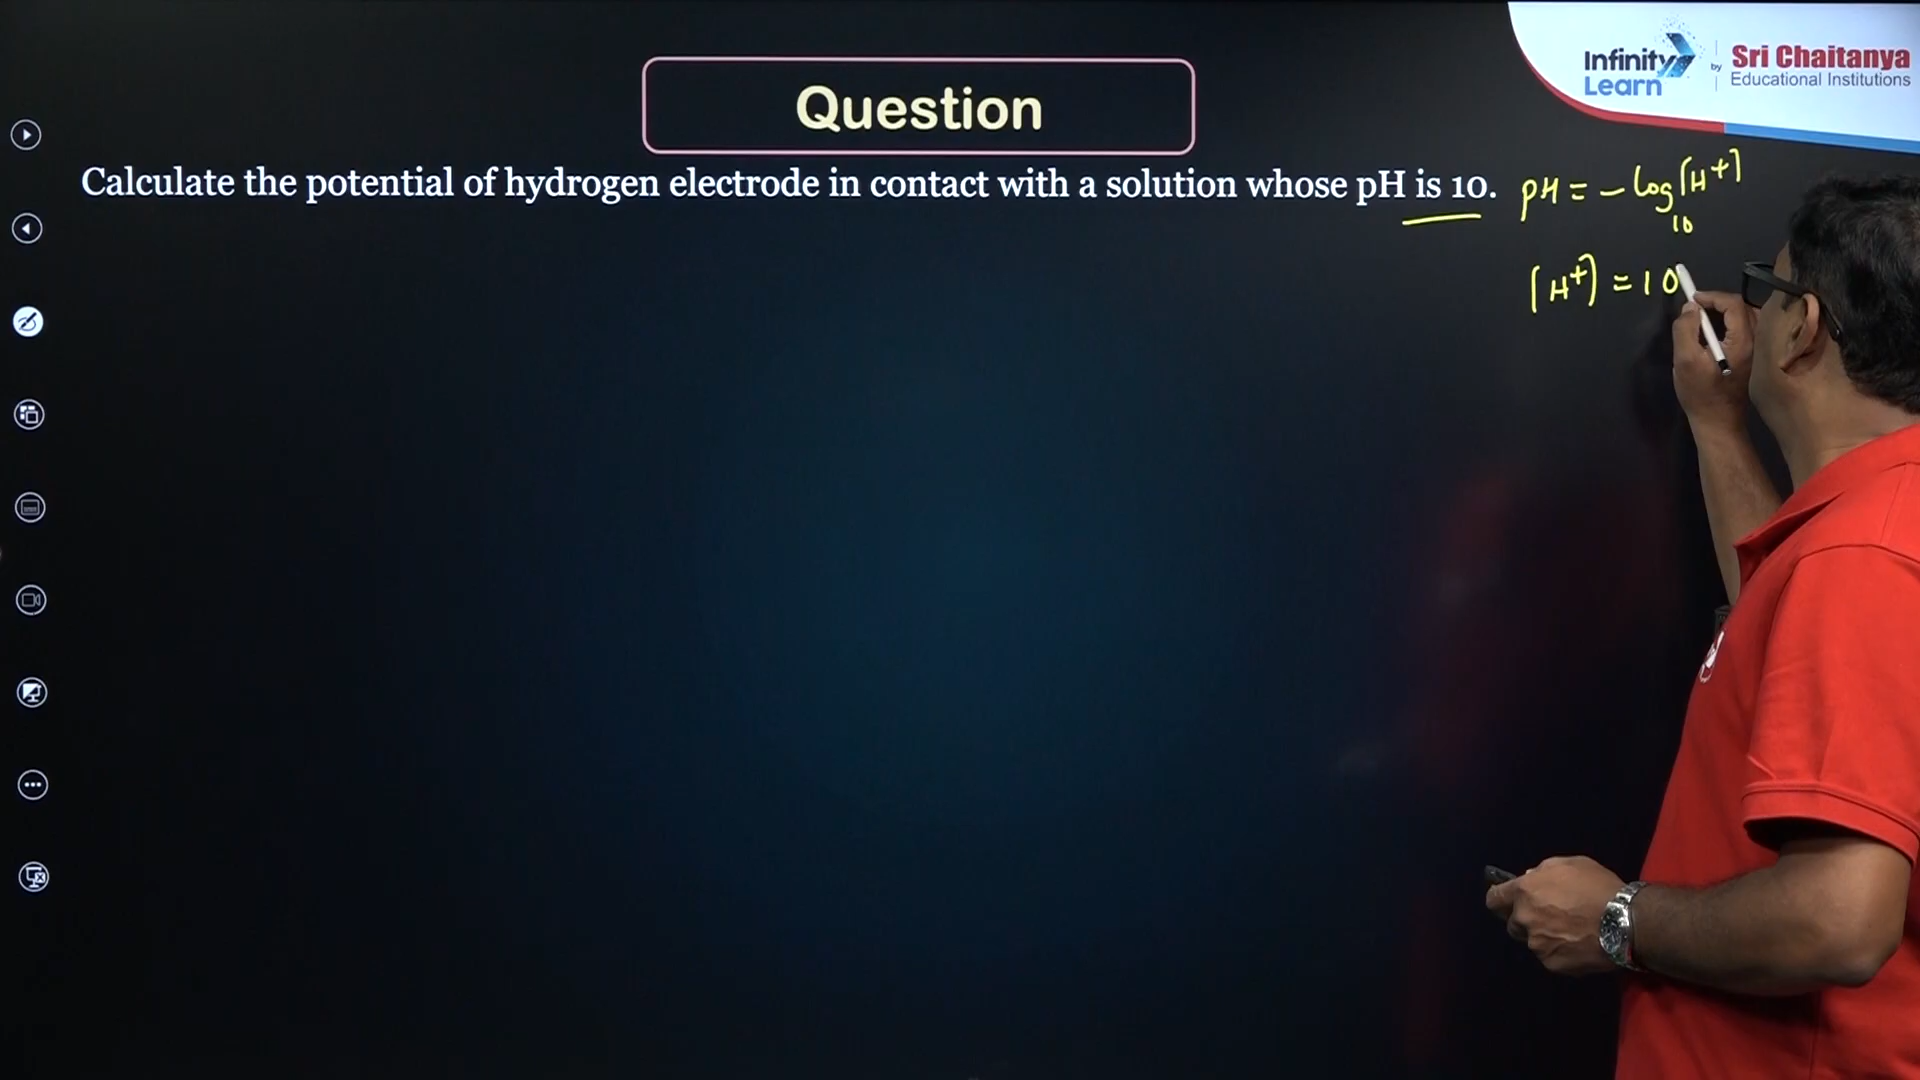 Infinity Learn by Sri Chaitanya Educational Institutions
Question
Calculate the potential of hydrogen electrode in contact with a solution whose pH is 10.
pH = - log₁₀ [H⁺]
[H⁺] = 10